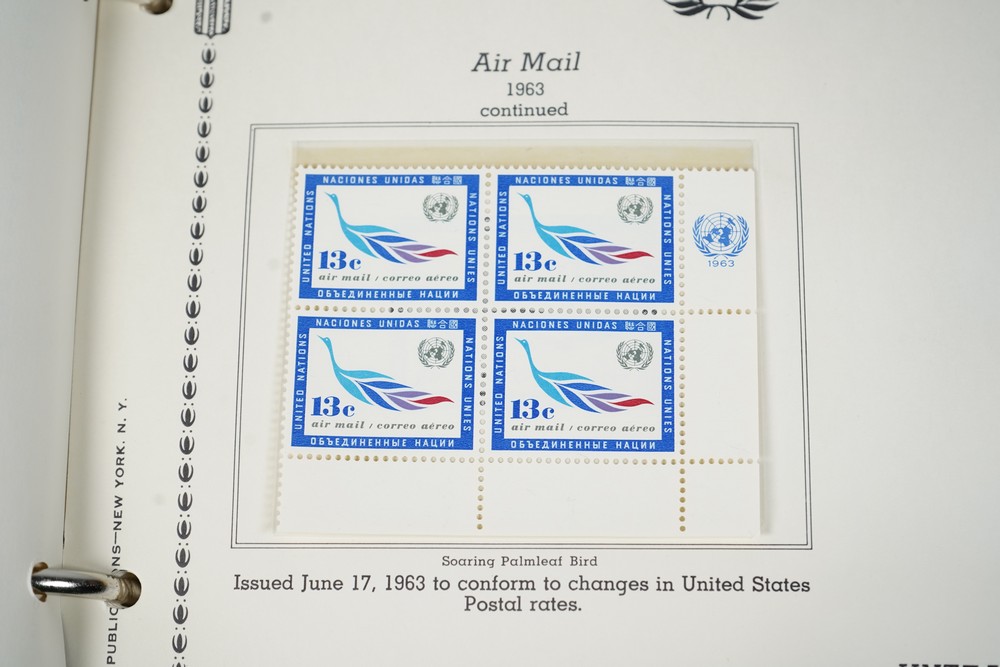 Air Mail
1963
continued
NACIONES UNIDAS 聯合國
UNITED NATIONS
NATIONS UNIES
13c
air mail / correo aéreo
ОБЪЕДИНЕННЫЕ НАЦИИ
NACIONES UNIDAS 聯合國
UNITED NATIONS
NATIONS UNIES
13c
air mail / correo aéreo
ОБЪЕДИНЕННЫЕ НАЦИИ
1963
NACIONES UNIDAS 聯合國
UNITED NATIONS
NATIONS UNIES
13c
air mail / correo aéreo
ОБЪЕДИНЕННЫЕ НАЦИИ
NACIONES UNIDAS 聯合國
UNITED NATIONS
NATIONS UNIES
13c
air mail / correo aéreo
ОБЪЕДИНЕННЫЕ НАЦИИ
Soaring Palmleaf Bird
Issued June 17, 1963 to conform to changes in United States
Postal rates.
NEW YORK. N. Y.